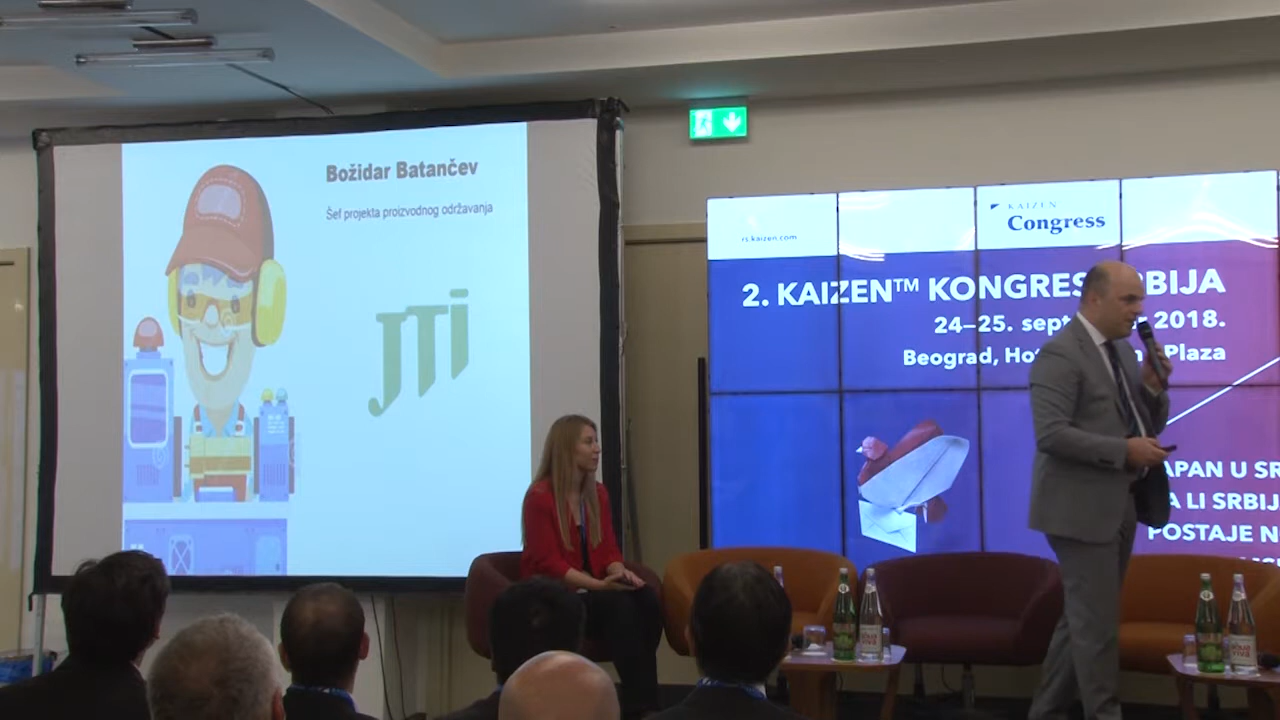 Božidar Batančev
Šef projekta proizvodnog održavanja
JTI
rs.kaizen.com
KAIZEN
Congress
2. KAIZEN™ KONGRES RBIJA
24–25. sept r 2018.
Beograd, Ho Plaza
APAN U SR
A LI SRBIJ
POSTAJE N